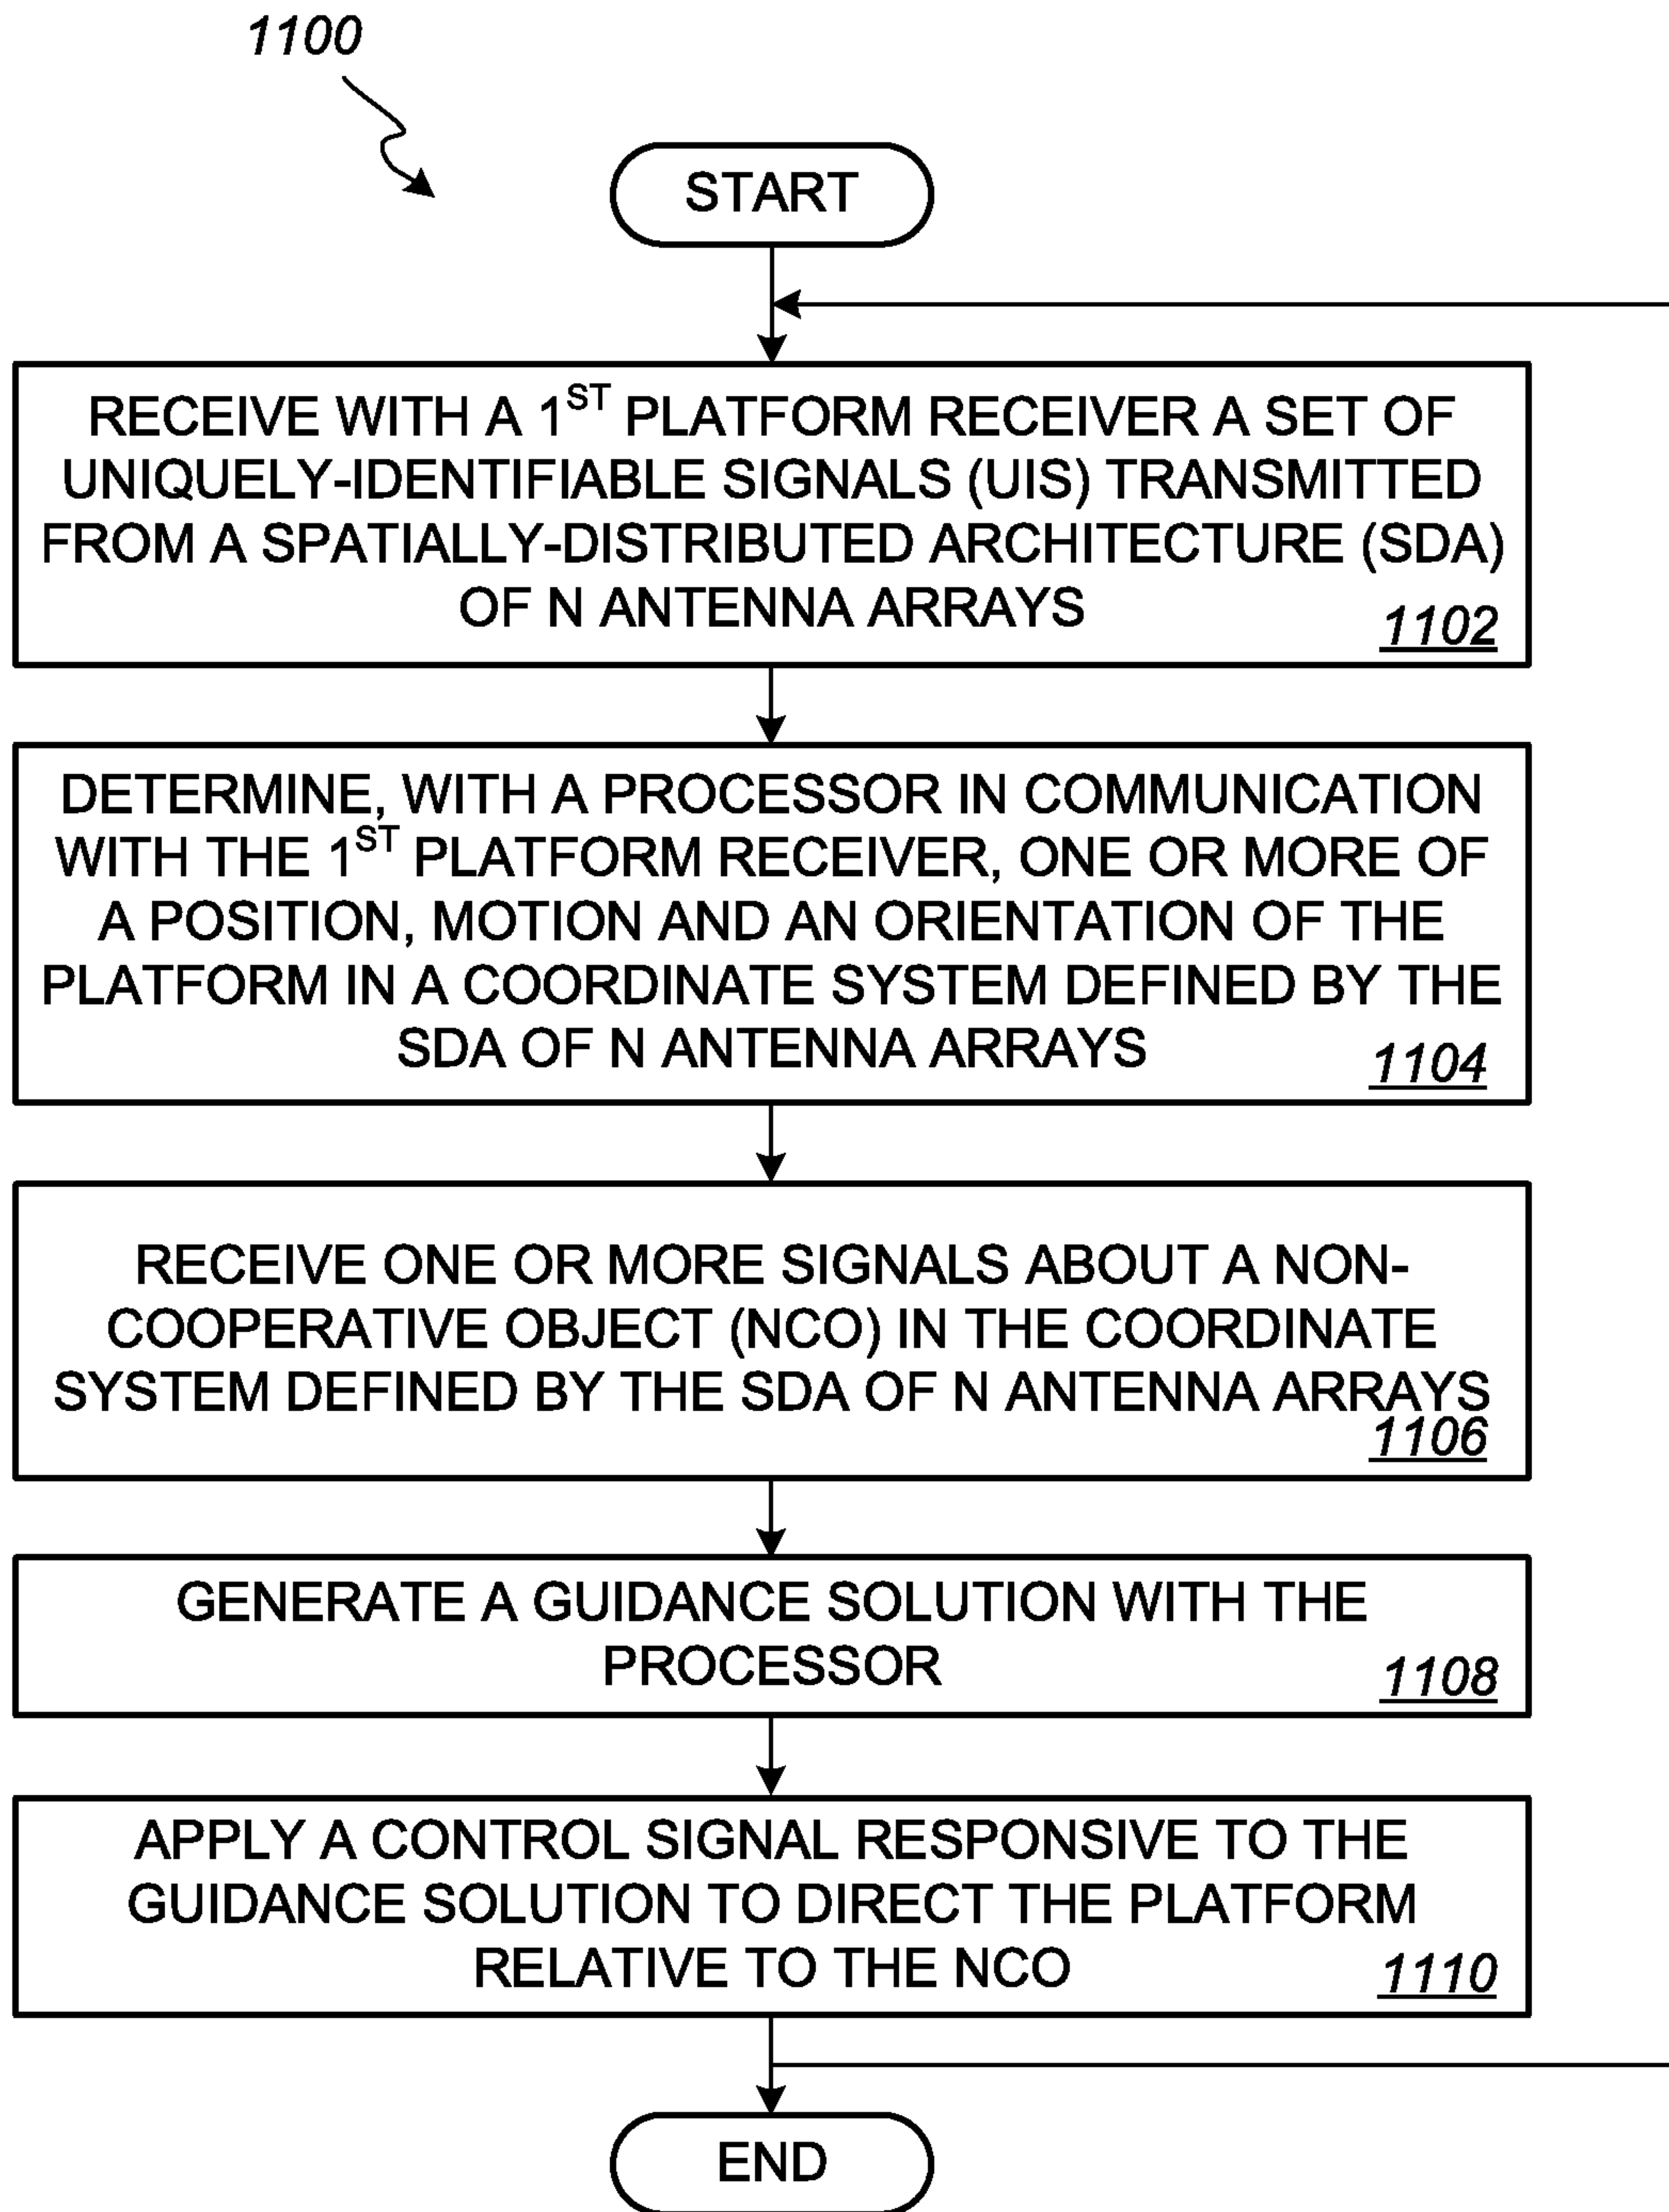 1100
START
RECEIVE WITH A 1ST PLATFORM RECEIVER A SET OF
UNIQUELY-IDENTIFIABLE SIGNALS (UIS) TRANSMITTED
FROM A SPATIALLY-DISTRIBUTED ARCHITECTURE (SDA)
OF N ANTENNA ARRAYS
1102
DETERMINE, WITH A PROCESSOR IN COMMUNICATION
WITH THE 1ST PLATFORM RECEIVER, ONE OR MORE OF
A POSITION, MOTION AND AN ORIENTATION OF THE
PLATFORM IN A COORDINATE SYSTEM DEFINED BY THE
SDA OF N ANTENNA ARRAYS
1104
RECEIVE ONE OR MORE SIGNALS ABOUT A NON-
COOPERATIVE OBJECT (NCO) IN THE COORDINATE
SYSTEM DEFINED BY THE SDA OF N ANTENNA ARRAYS
1106
GENERATE A GUIDANCE SOLUTION WITH THE
PROCESSOR
1108
APPLY A CONTROL SIGNAL RESPONSIVE TO THE
GUIDANCE SOLUTION TO DIRECT THE PLATFORM
RELATIVE TO THE NCO
1110
END